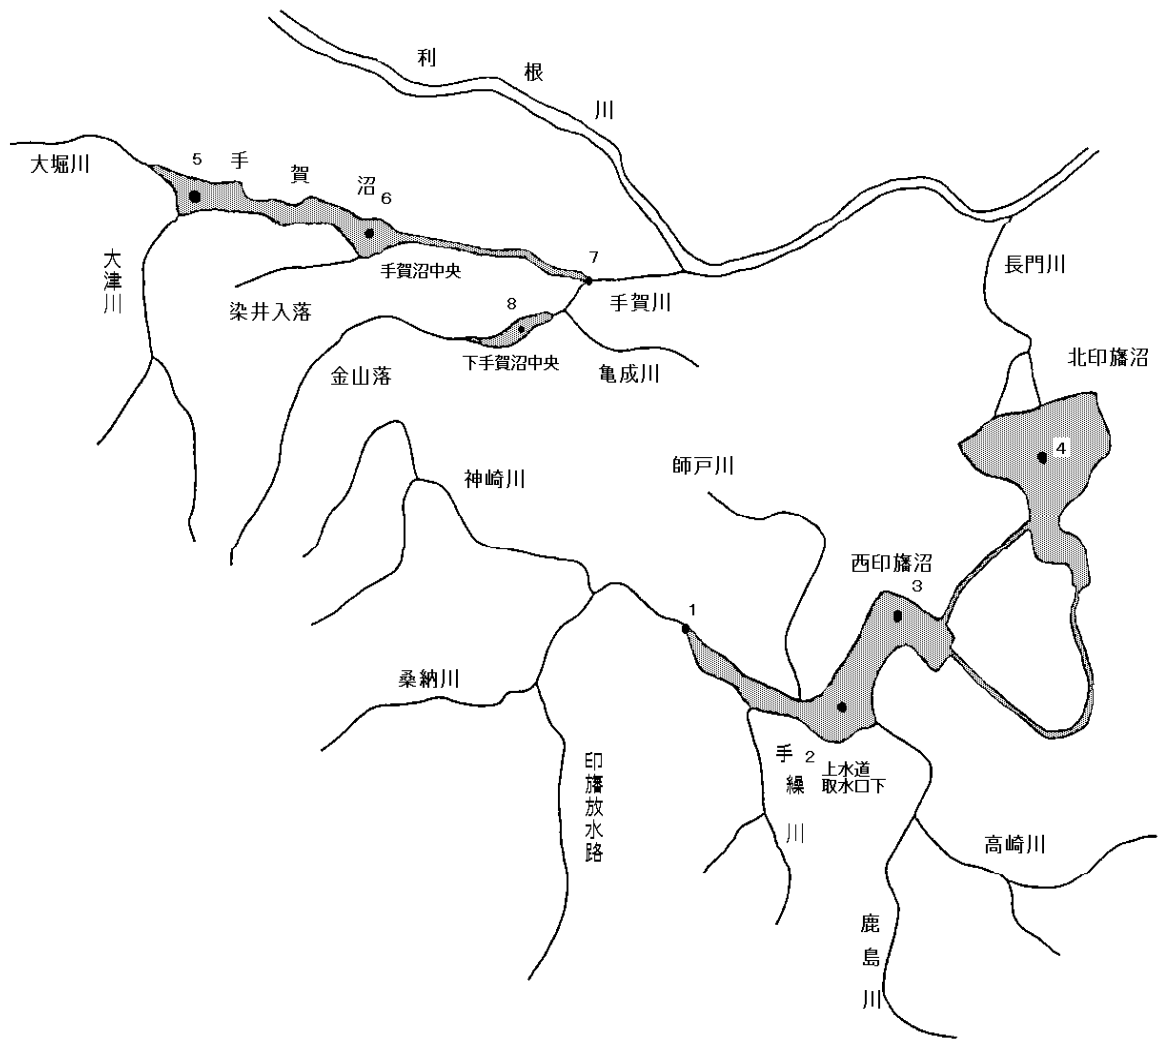 利根川
大堀川
5
手賀沼
6
大津川
手賀沼中央
7
手賀川
長門川
染井入落
8
下手賀沼中央
亀成川
金山落
北印旛沼
4
神崎川
師戸川
西印旛沼
3
1
桑納川
手繰川
2
上水道
取水口下
印旛放水路
高崎川
鹿島川